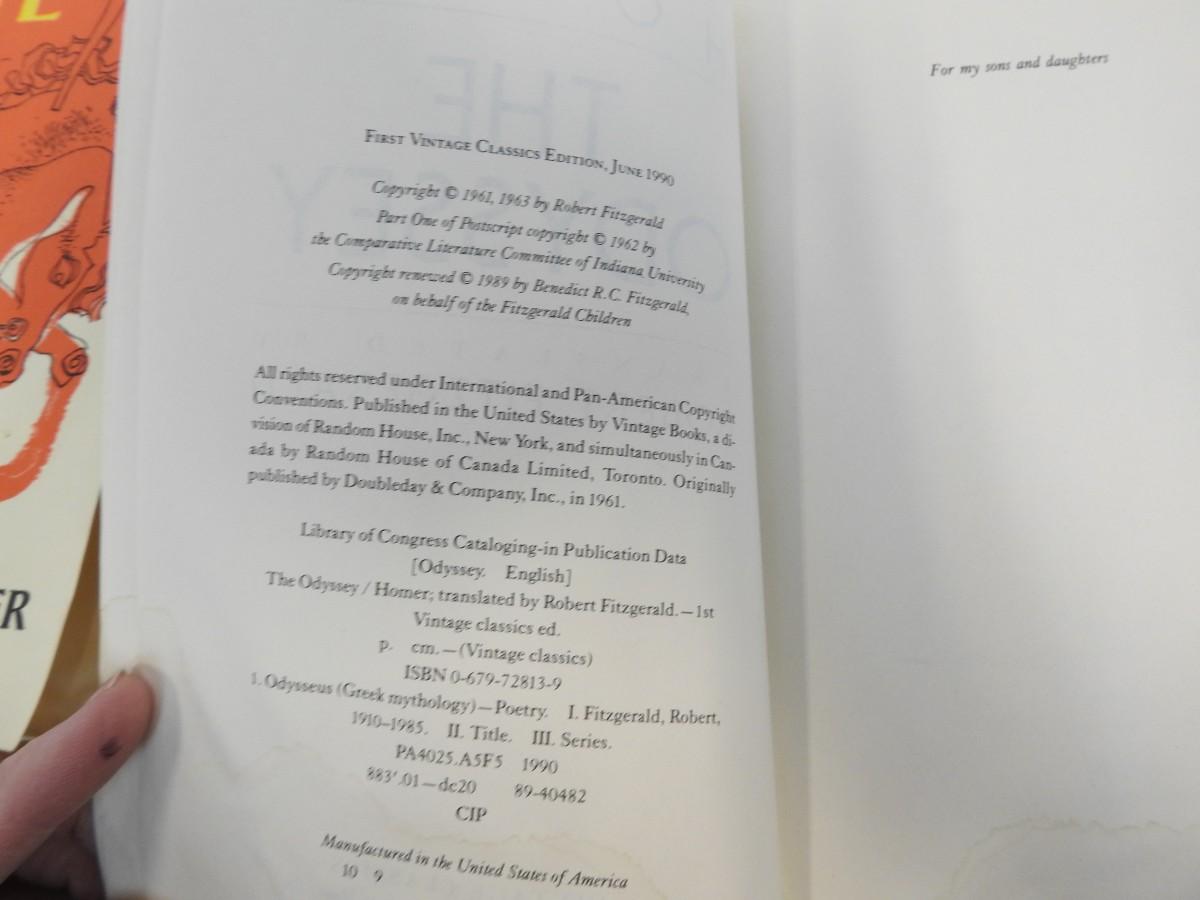 FIRST VINTAGE CLASSICS EDITION, JUNE 1990
Copyright © 1961, 1963 by Robert Fitzgerald
Part One of Postscript copyright © 1962 by
the Comparative Literature Committee of Indiana University
Copyright renewed © 1989 by Benedict R.C. Fitzgerald,
on behalf of the Fitzgerald Children
All rights reserved under International and Pan-American Copyright
Conventions. Published in the United States by Vintage Books, a di-
vision of Random House, Inc., New York, and simultaneously in Can-
ada by Random House of Canada Limited, Toronto. Originally
published by Doubleday & Company, Inc., in 1961.
Library of Congress Cataloging-in Publication Data
[Odyssey. English]
The Odyssey / Homer; translated by Robert Fitzgerald.—1st
Vintage classics ed.
p. cm.—(Vintage classics)
ISBN 0-679-72813-9
1. Odysseus (Greek mythology)—Poetry. I. Fitzgerald, Robert,
1910–1985. II. Title. III. Series.
PA4025.A5F5 1990
883'.01—dc20 89-40482
CIP
Manufactured in the United States of America
10 9
For my sons and daughters
THE
ODYSSEY
ER